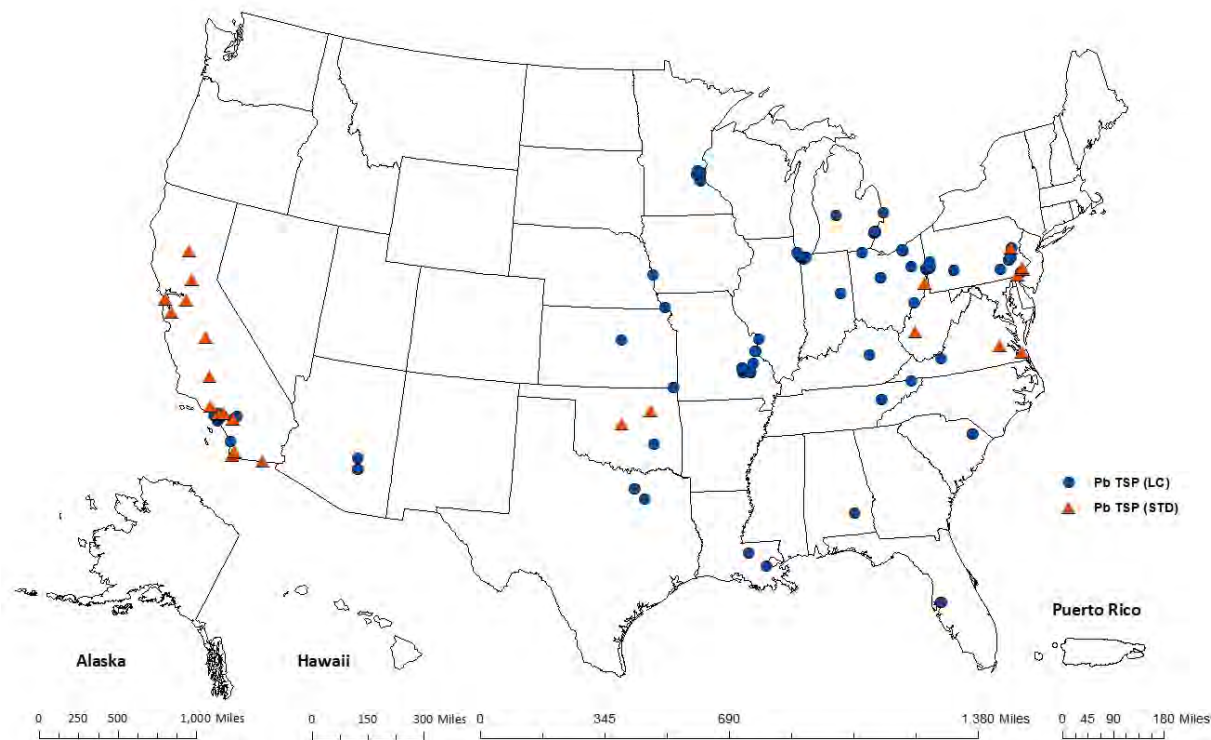 Pb TSP (LC)
Pb TSP (STD)
Puerto Rico
Alaska
Hawaii
0 250 500 1,000 Miles
0 150 300 Miles
0 345 690 1,380 Miles
0 45 90 180 Miles